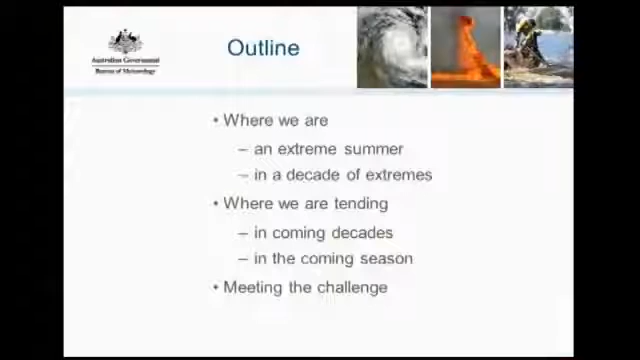 Australian Government
Bureau of Meteorology
Outline
• Where we are
– an extreme summer
– in a decade of extremes
• Where we are tending
– in coming decades
– in the coming season
• Meeting the challenge